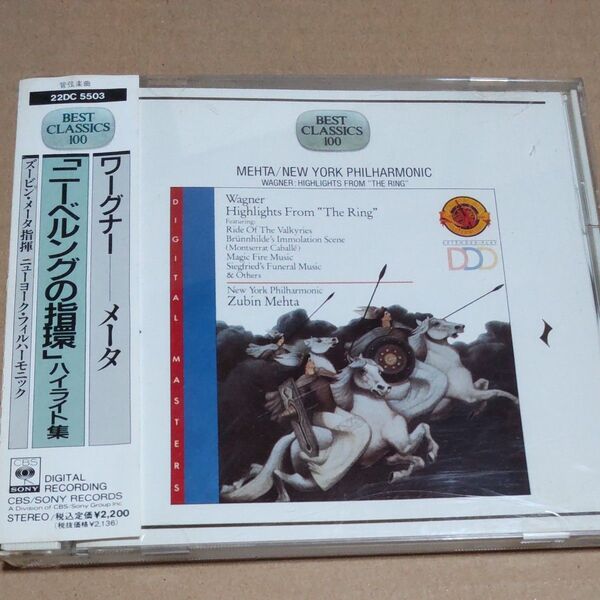 管弦楽曲
22DC 5503
BEST
CLASSICS
100
ワーグナー──メータ
「ニーベルングの指環」ハイライト集
ズービン・メータ指揮 ニューヨーク・フィルハーモニック
CBS
SONY
DIGITAL
RECORDING
CBS/SONY RECORDS
A Division of CBS/Sony Group Inc.
STEREO/税込定価¥2,200
(税抜価格¥2,136)
BEST
CLASSICS
100
MEHTA/NEW YORK PHILHARMONIC
WAGNER: HIGHLIGHTS FROM "THE RING"
DIGITAL MASTERS
Wagner
Highlights From "The Ring"
Featuring:
Ride Of The Valkyries
Brünnhilde's Immolation Scene
(Montserrat Caballé)
Magic Fire Music
Siegfried's Funeral Music
& Others
New York Philharmonic
Zubin Mehta
EXTENDED PLAY
DDD